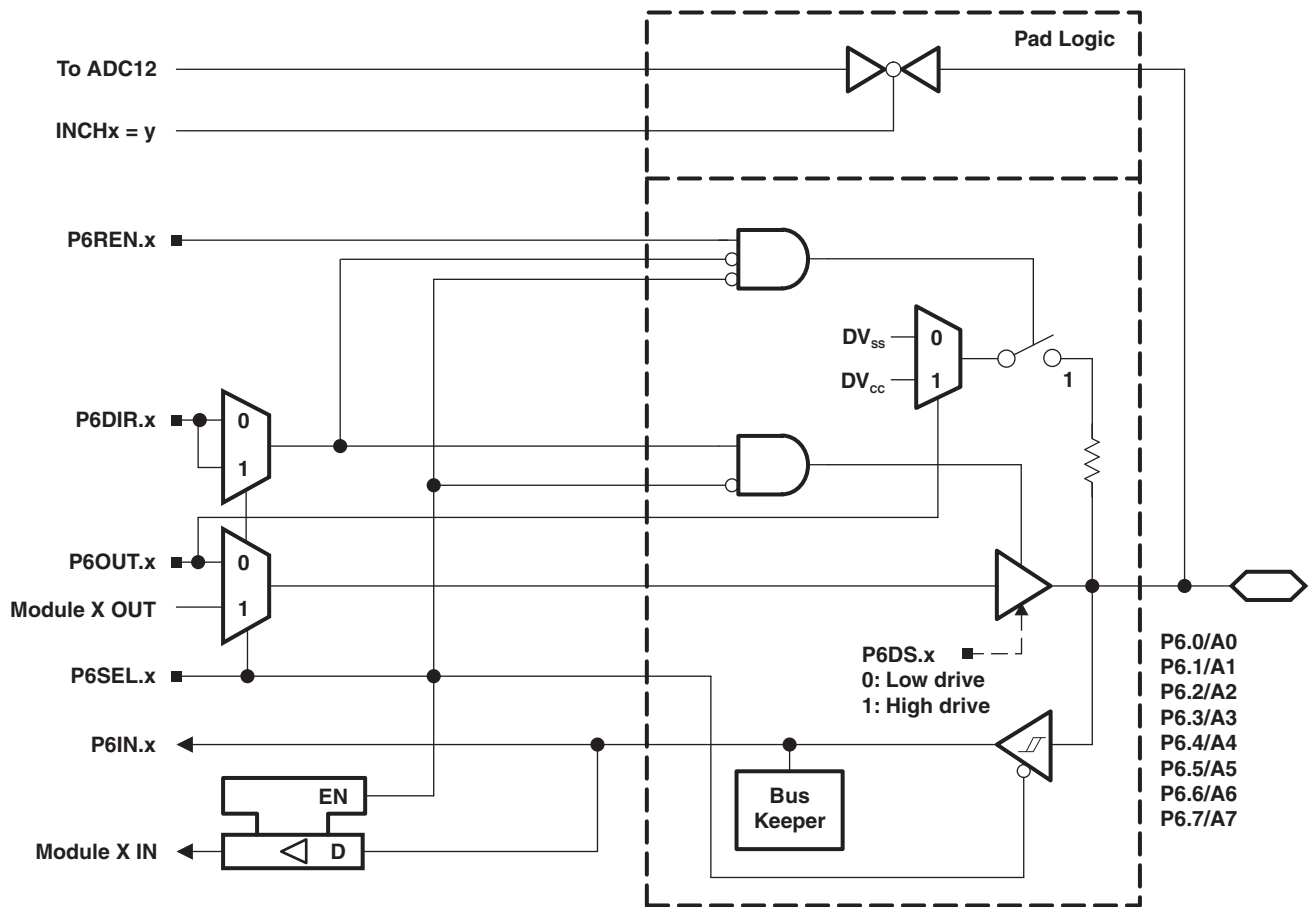 Pad Logic
To ADC12
INCHx = y
P6REN.x
DVSS
0
DVCC
1
1
P6DIR.x
0
1
P6OUT.x
0
Module X OUT
1
P6SEL.x
P6DS.x
0: Low drive
1: High drive
P6.0/A0
P6.1/A1
P6.2/A2
P6.3/A3
P6.4/A4
P6.5/A5
P6.6/A6
P6.7/A7
P6IN.x
Bus
Keeper
EN
Module X IN
D